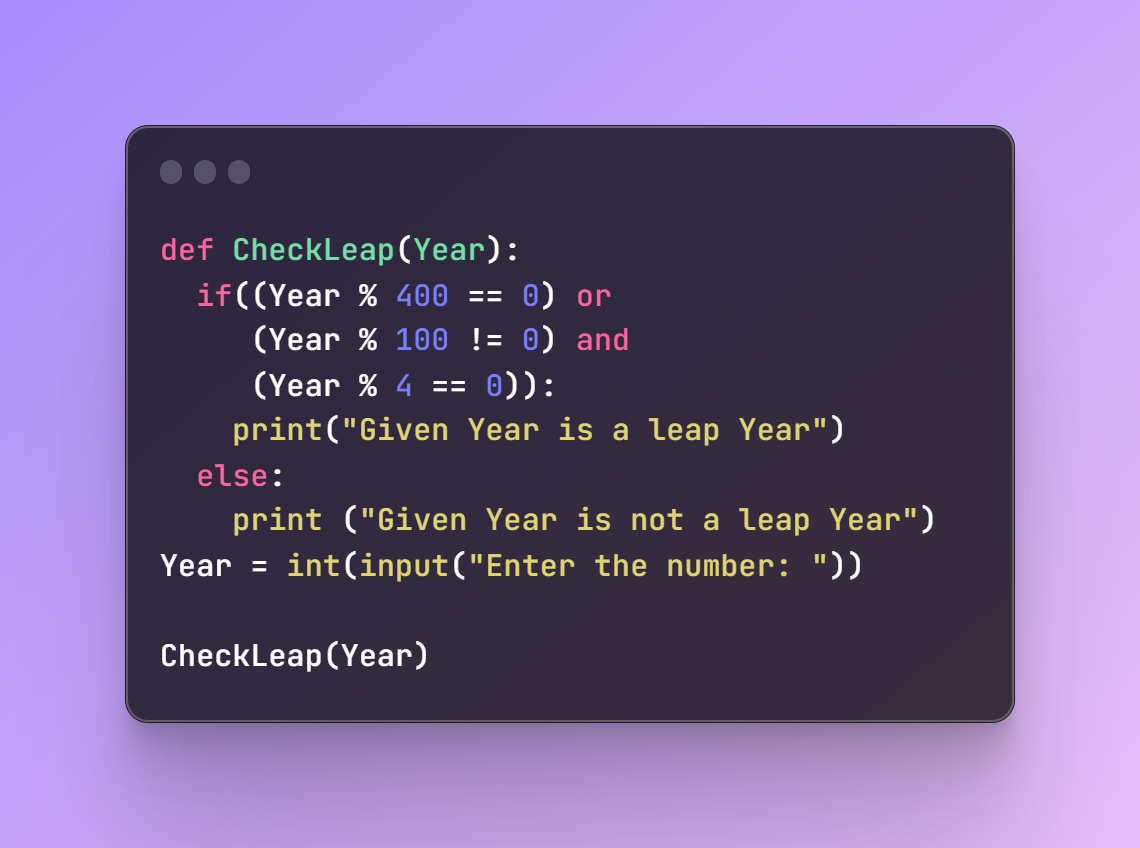 def CheckLeap(Year):
  if((Year % 400 == 0) or
     (Year % 100 != 0) and
     (Year % 4 == 0)):
    print("Given Year is a leap Year")
  else:
    print ("Given Year is not a leap Year")
Year = int(input("Enter the number: "))

CheckLeap(Year)